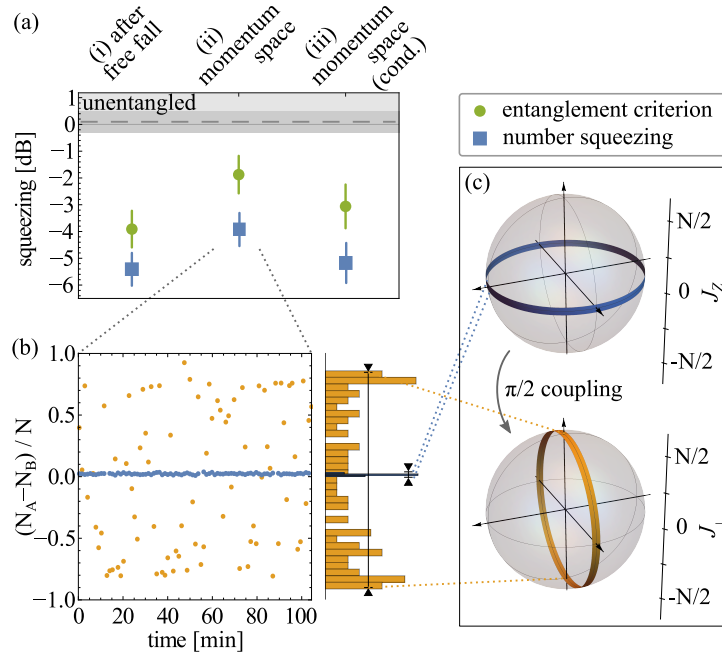 (a)
(i) after
free fall
(ii)
momentum
space
(iii)
momentum
space
(cond.)
unentangled
squeezing [dB]
0
−1
−2
−3
−4
−5
−6
entanglement criterion
number squeezing
(c)
N/2
0
-N/2
J_Z
π/2 coupling
N/2
0
-N/2
(b)
(N_A−N_B) / N
1.0
0.5
0.0
−0.5
−1.0
0 20 40 60 80 100
time [min]